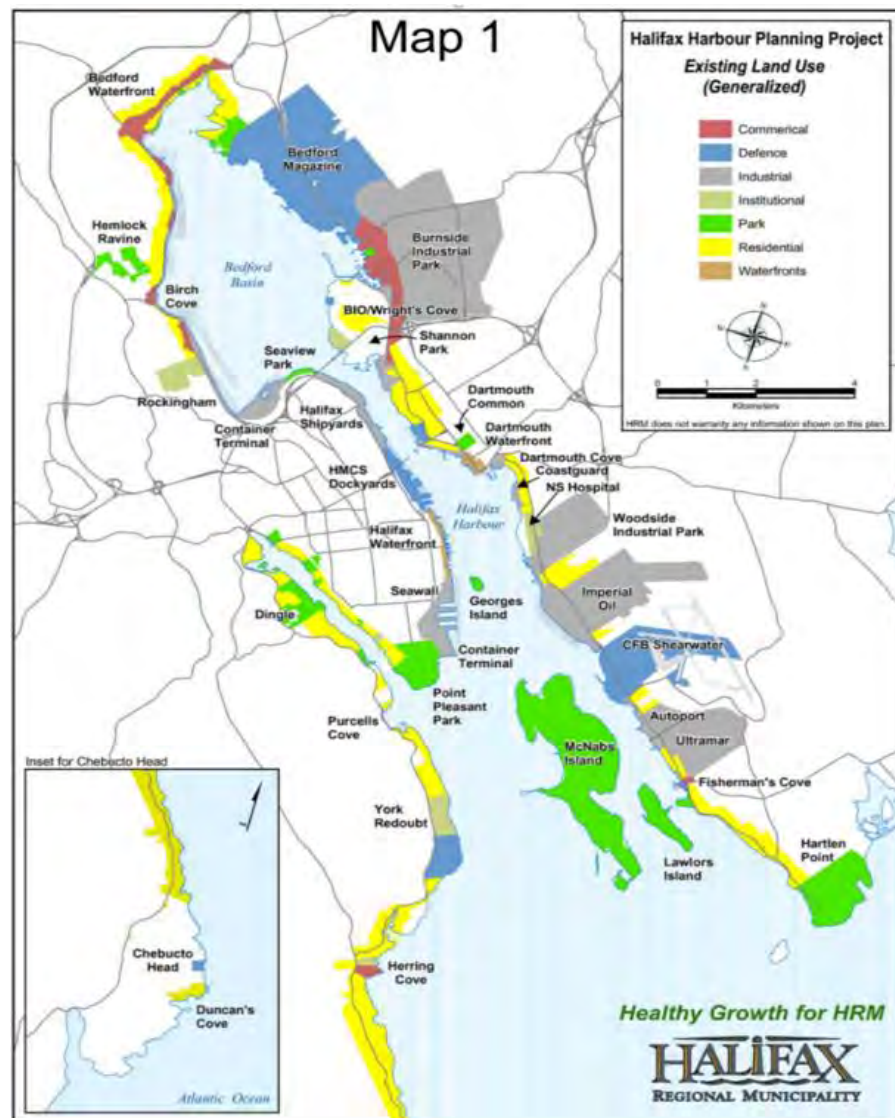 Map 1
Halifax Harbour Planning Project
Existing Land Use
(Generalized)
Commerical
Defence
Industrial
Institutional
Park
Residential
Waterfronts
0 1 2 4
Kilometers
HRM does not warranty any information shown on this plan.
Bedford
Waterfront
Bedford
Magazine
Hemlock
Ravine
Burnside
Industrial
Park
Bedford
Basin
Birch
Cove
BIO/Wright's Cove
Shannon
Park
Seaview
Park
Rockingham
Container
Terminal
Halifax
Shipyards
Dartmouth
Common
Dartmouth
Waterfront
Dartmouth Cove
Coastguard
NS Hospital
HMCS
Dockyards
Halifax
Harbour
Woodside
Industrial Park
Halifax
Waterfront
Seawall
Georges
Island
Imperial
Oil
Dingle
Container
Terminal
CFB Shearwater
Point
Pleasant
Park
Purcells
Cove
Autoport
Ultramar
McNabs
Island
Fisherman's Cove
York
Redoubt
Lawlors
Island
Hartlen
Point
Herring
Cove
Inset for Chebucto Head
Chebucto
Head
Duncan's
Cove
Atlantic Ocean
Healthy Growth for HRM
HALIFAX
REGIONAL MUNICIPALITY